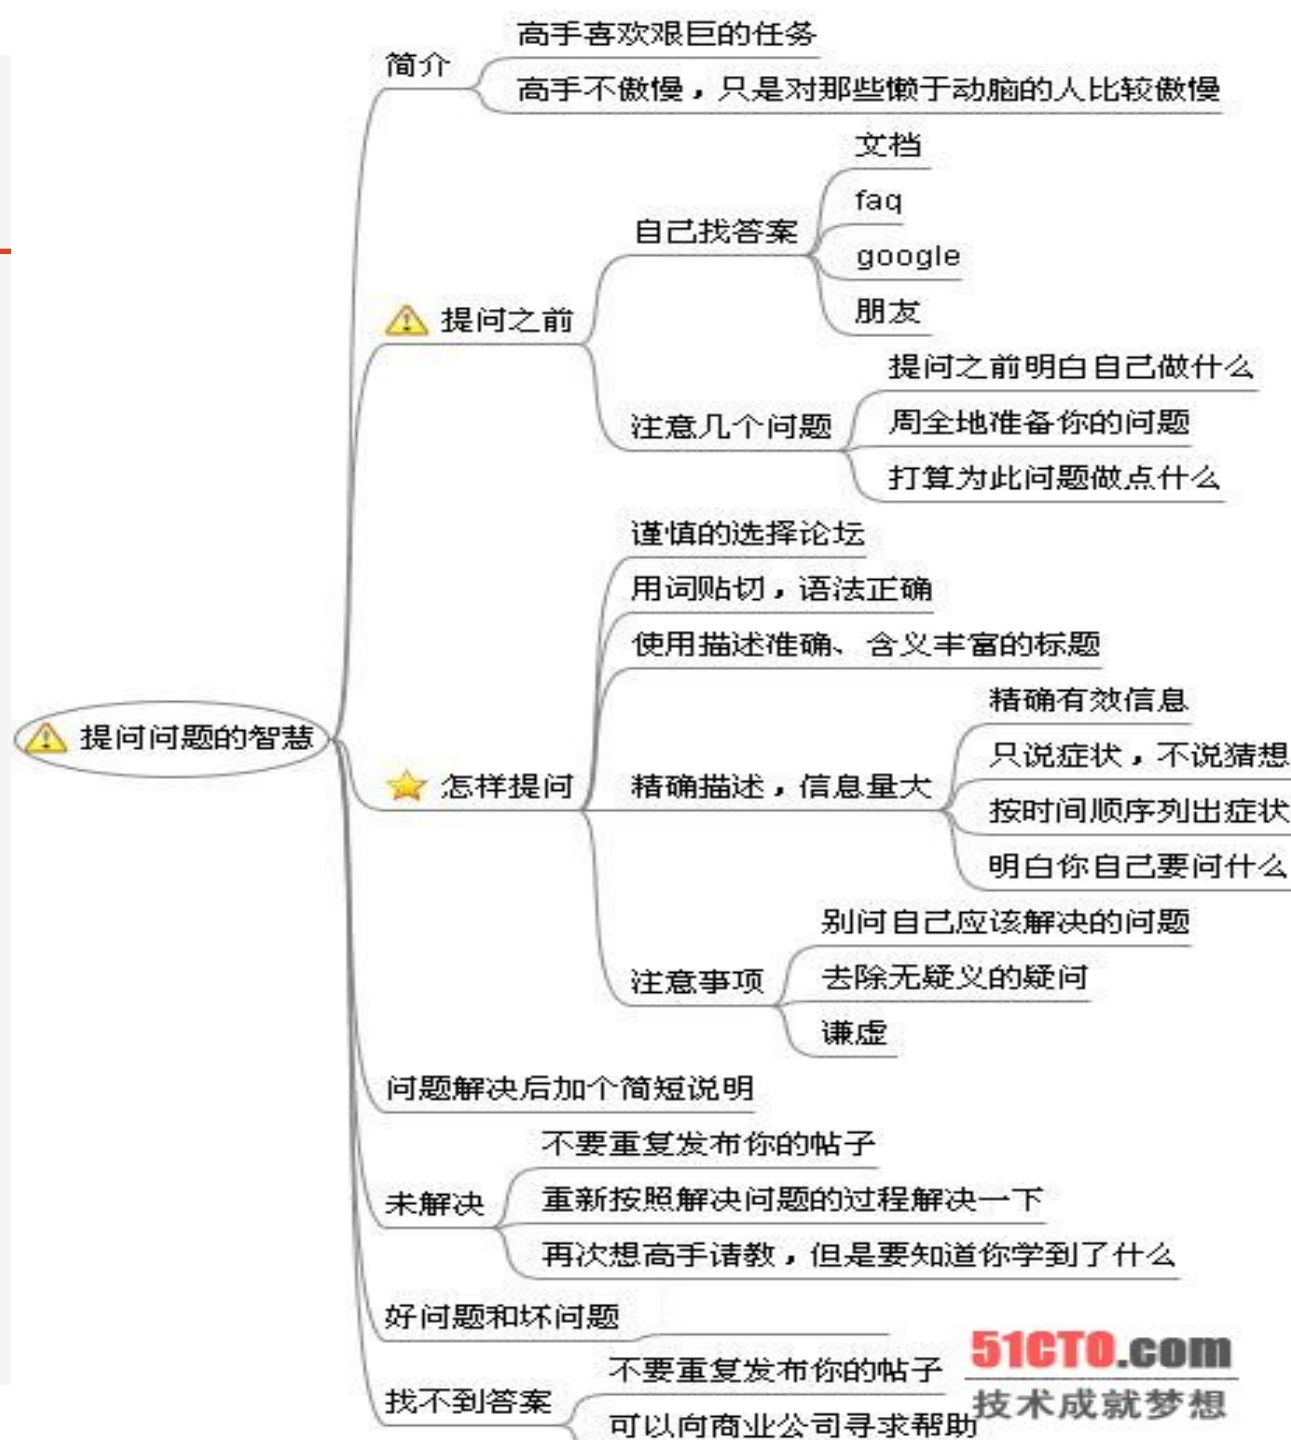 高手喜欢艰巨的任务
简介
高手不傲慢，只是对那些懒于动脑的人比较傲慢
文档
faq
自己找答案
google
朋友
提问之前
提问之前明白自己做什么
注意几个问题
周全地准备你的问题
打算为此问题做点什么
谨慎的选择论坛
用词贴切，语法正确
使用描述准确、含义丰富的标题
精确有效信息
提问问题的智慧
只说症状，不说猜想
怎样提问
精确描述，信息量大
按时间顺序列出症状
明白你自己要问什么
别问自己应该解决的问题
注意事项
去除无疑义的疑问
谦虚
问题解决后加个简短说明
不要重复发布你的帖子
未解决
重新按照解决问题的过程解决一下
再次想高手请教，但是要知道你学到了什么
好问题和坏问题
不要重复发布你的帖子
找不到答案
可以向商业公司寻求帮助
51CTO.com
技术成就梦想